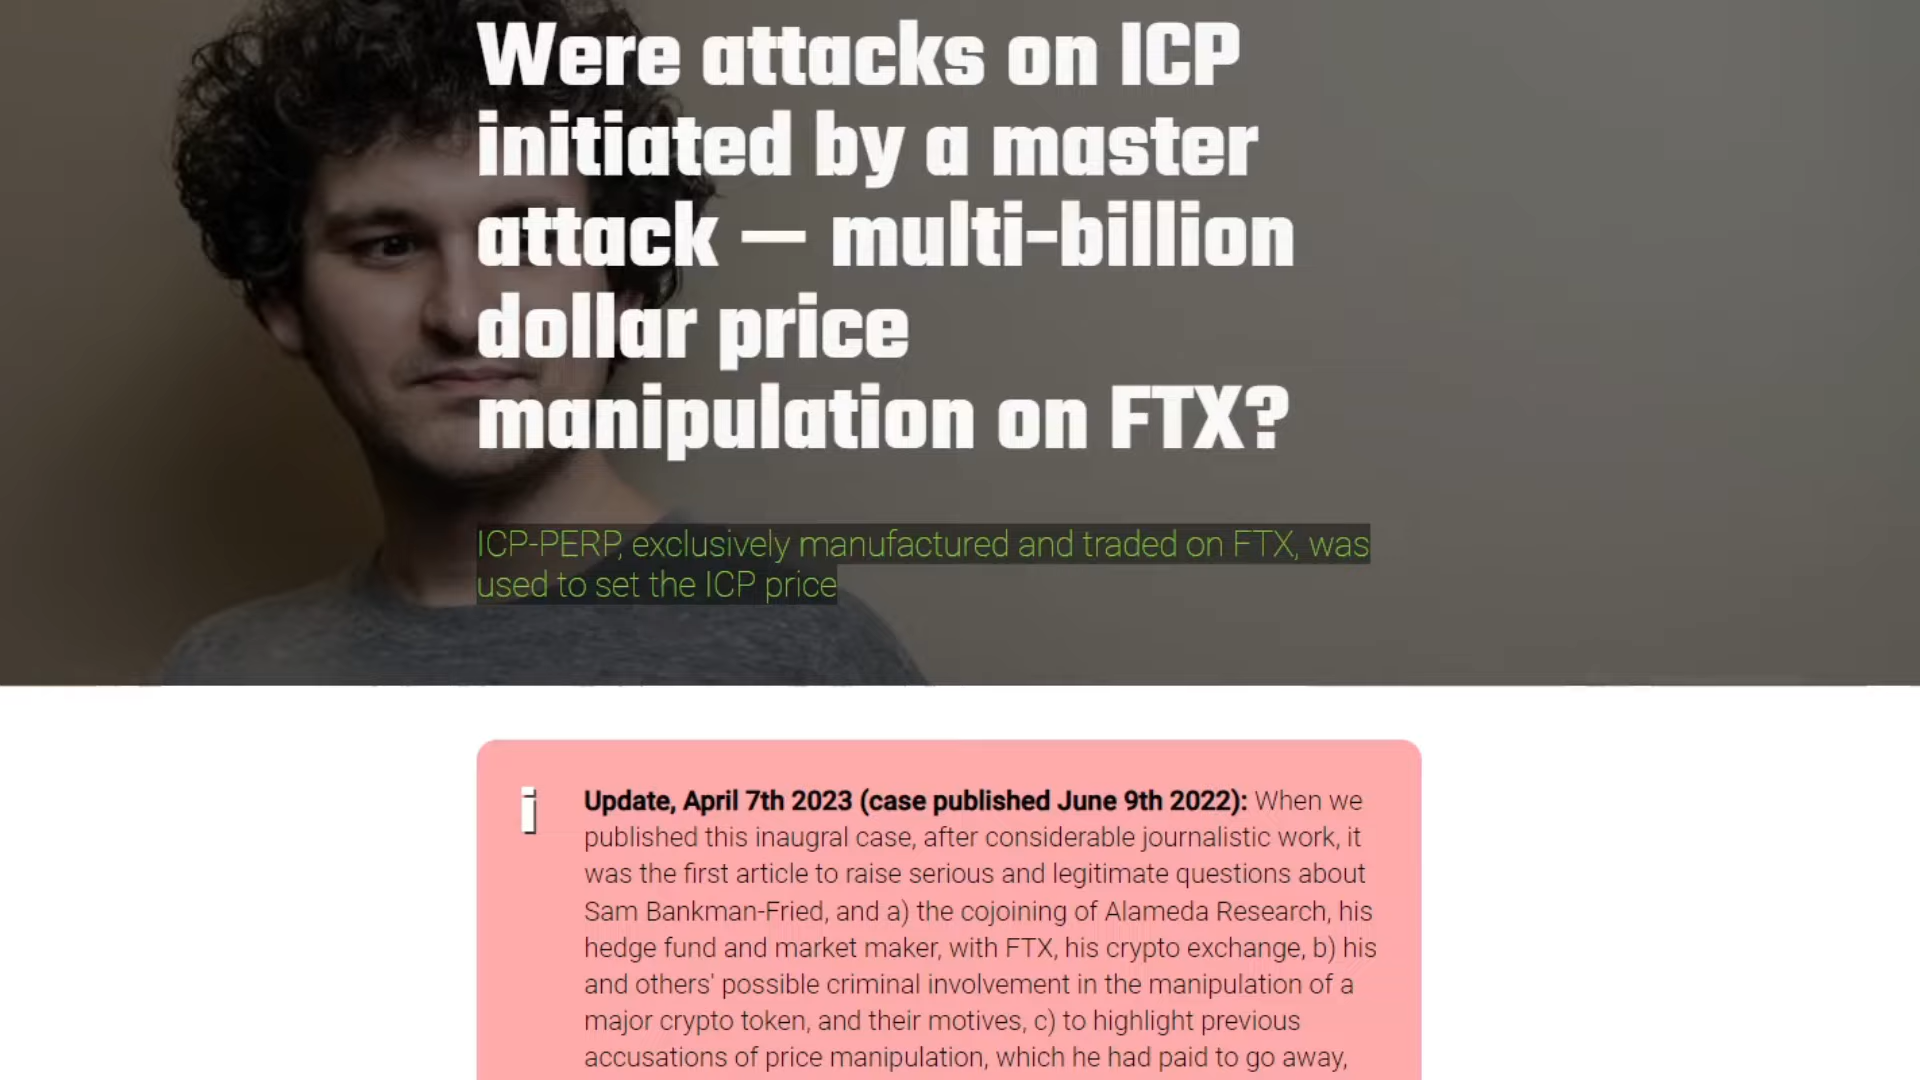 Were attacks on ICP
initiated by a master
attack — multi-billion
dollar price
manipulation on FTX?
ICP-PERP, exclusively manufactured and traded on FTX, was
used to set the ICP price
i
Update, April 7th 2023 (case published June 9th 2022): When we
published this inaugral case, after considerable journalistic work, it
was the first article to raise serious and legitimate questions about
Sam Bankman-Fried, and a) the cojoining of Alameda Research, his
hedge fund and market maker, with FTX, his crypto exchange, b) his
and others' possible criminal involvement in the manipulation of a
major crypto token, and their motives, c) to highlight previous
accusations of price manipulation, which he had paid to go away,